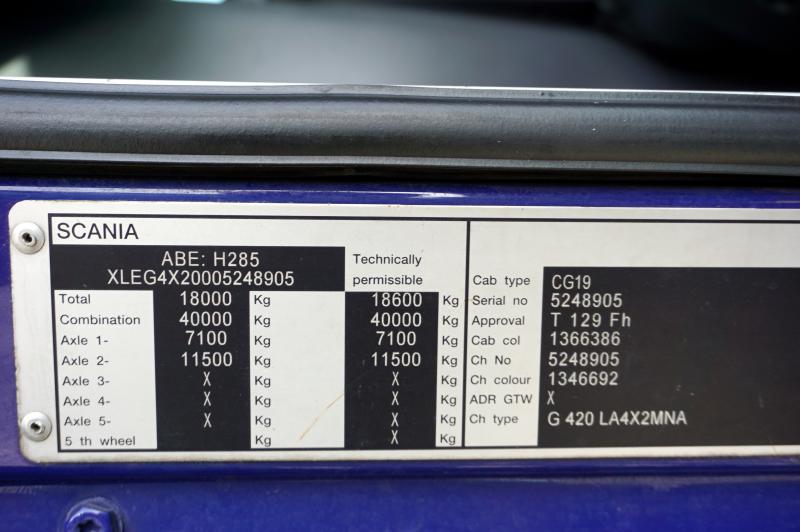 SCANIA
ABE: H285
XLEG4X20005248905
Technically
permissible
Total 18000 Kg 18600 Kg
Combination 40000 Kg 40000 Kg
Axle 1- 7100 Kg 7100 Kg
Axle 2- 11500 Kg 11500 Kg
Axle 3- X Kg X Kg
Axle 4- X Kg X Kg
Axle 5- X Kg X Kg
5 th wheel Kg X Kg
Cab type CG19
Serial no 5248905
Approval T 129 Fh
Cab col 1366386
Ch No 5248905
Ch colour 1346692
ADR GTW X
Ch type G 420 LA4X2MNA